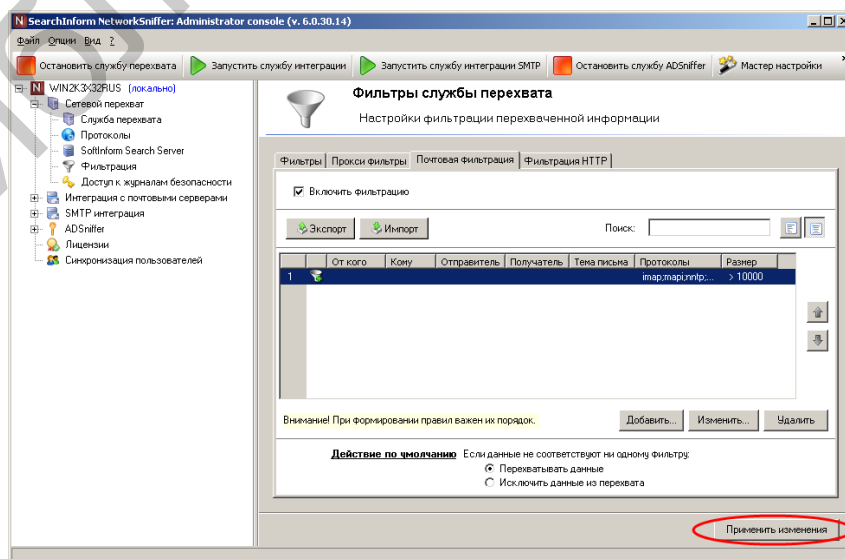 SearchInform NetworkSniffer: Administrator console (v. 6.0.30.14)
Файл Опции Вид ?
Остановить службу перехвата Запустить службу интеграции Запустить службу интеграции SMTP Остановить службу ADSniffer Мастер настройки
WIN2K3X32RUS (локально)
Сетевой перехват
Служба перехвата
Протоколы
SoftInform Search Server
Фильтрация
Доступ к журналам безопасности
Интеграция с почтовыми серверами
SMTP интеграция
ADSniffer
Лицензии
Синхронизация пользователей
Фильтры службы перехвата
Настройки фильтрации перехваченной информации
Фильтры Прокси фильтры Почтовая фильтрация Фильтрация HTTP
Включить фильтрацию
Экспорт Импорт Поиск:
От кого Кому Отправитель Получатель Тема письма Протоколы Размер
1 imap;mapi;nntp;... > 10000
Внимание! При формировании правил важен их порядок.
Добавить... Изменить... Удалить
Действие по умолчанию Если данные не соответствуют ни одному фильтру:
Перехватывать данные
Исключить данные из перехвата
Применить изменения